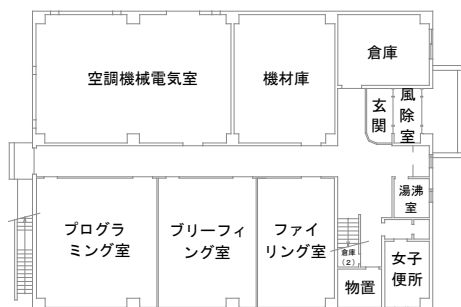 空調機械電気室
機材庫
倉庫
玄関
風除室
湯沸
室
プログラ
ミング室
ブリーフィ
ング室
ファイ
リング室
倉庫
（2）
物置
女子
便所